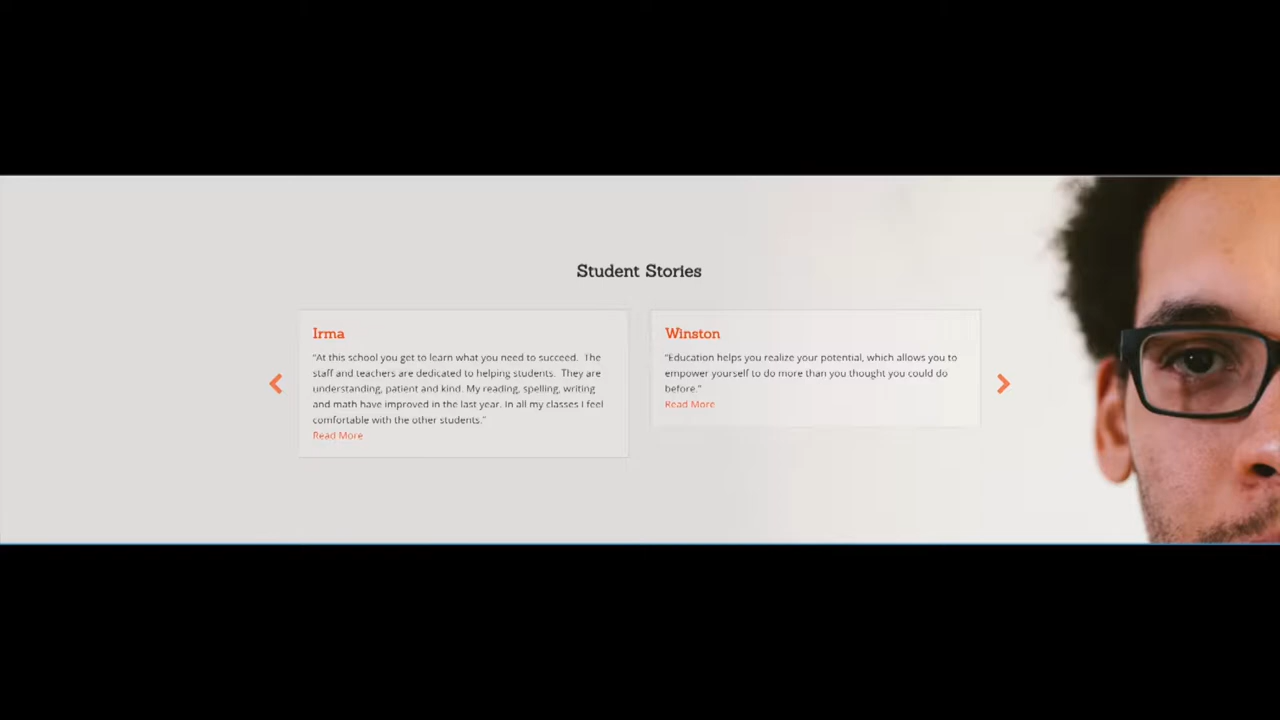 Student Stories
Irma
“At this school you get to learn what you need to succeed. The
staff and teachers are dedicated to helping students. They are
understanding, patient and kind. My reading, spelling, writing
and math have improved in the last year. In all my classes I feel
comfortable with the other students.”
Read More
Winston
“Education helps you realize your potential, which allows you to
empower yourself to do more than you thought you could do
before.”
Read More